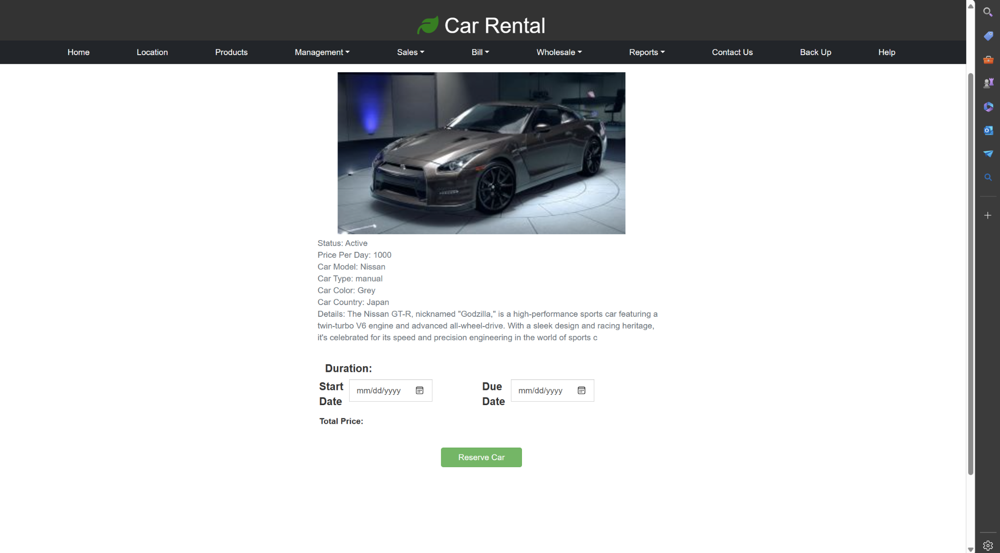 Car Rental
Home Location Products Management Sales Bill Wholesale Reports Contact Us Back Up Help
Status: Active
Price Per Day: 1000
Car Model: Nissan
Car Type: manual
Car Color: Grey
Car Country: Japan
Details: The Nissan GT-R, nicknamed "Godzilla," is a high-performance sports car featuring a
twin-turbo V6 engine and advanced all-wheel-drive. With a sleek design and racing heritage,
it's celebrated for its speed and precision engineering in the world of sports c
Duration:
Start Date mm/dd/yyyy
Due Date mm/dd/yyyy
Total Price:
Reserve Car